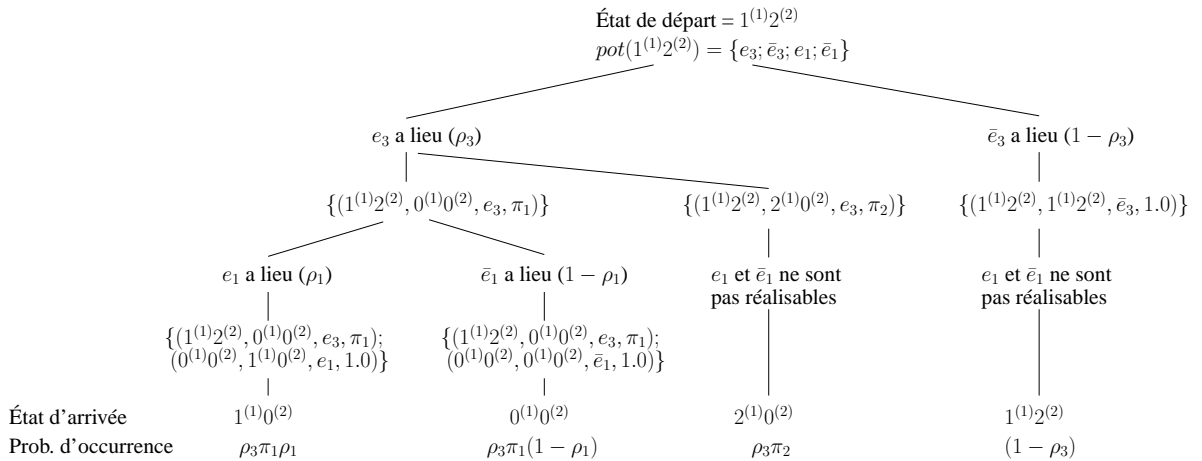 État de départ = 1^{(1)}2^{(2)}
pot(1^{(1)}2^{(2)}) = {e_3; ē_3; e_1; ē_1}
e_3 a lieu (ρ_3)
ē_3 a lieu (1 − ρ_3)
{(1^{(1)}2^{(2)}, 0^{(1)}0^{(2)}, e_3, π_1)}
{(1^{(1)}2^{(2)}, 2^{(1)}0^{(2)}, e_3, π_2)}
{(1^{(1)}2^{(2)}, 1^{(1)}2^{(2)}, ē_3, 1.0)}
e_1 a lieu (ρ_1)
ē_1 a lieu (1 − ρ_1)
e_1 et ē_1 ne sont
pas réalisables
e_1 et ē_1 ne sont
pas réalisables
{(1^{(1)}2^{(2)}, 0^{(1)}0^{(2)}, e_3, π_1);
(0^{(1)}0^{(2)}, 1^{(1)}0^{(2)}, e_1, 1.0)}
{(1^{(1)}2^{(2)}, 0^{(1)}0^{(2)}, e_3, π_1);
(0^{(1)}0^{(2)}, 0^{(1)}0^{(2)}, ē_1, 1.0)}
État d'arrivée 1^{(1)}0^{(2)} 0^{(1)}0^{(2)} 2^{(1)}0^{(2)} 1^{(1)}2^{(2)}
Prob. d'occurrence ρ_3π_1ρ_1 ρ_3π_1(1 − ρ_1) ρ_3π_2 (1 − ρ_3)